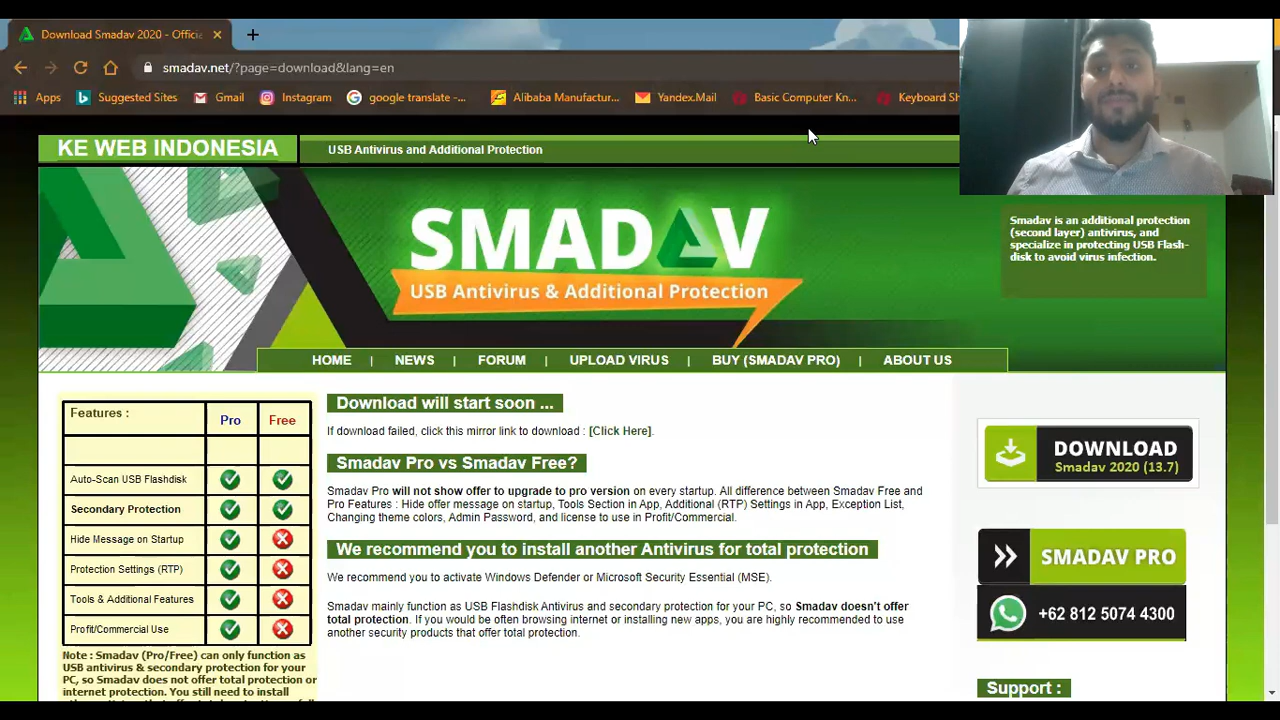 Download Smadav 2020 - Offici
smadav.net/?page=download&lang=en
Apps
Suggested Sites
Gmail
Instagram
google translate -...
Alibaba Manufactur...
Yandex.Mail
Basic Computer Kn...
Keyboard Sh
KE WEB INDONESIA
USB Antivirus and Additional Protection
SMADAV
USB Antivirus & Additional Protection
Smadav is an additional protection
(second layer) antivirus, and
specialize in protecting USB Flash-
disk to avoid virus infection.
HOME | NEWS | FORUM | UPLOAD VIRUS | BUY (SMADAV PRO) | ABOUT US
Features : Pro Free
Auto-Scan USB Flashdisk
Secondary Protection
Hide Message on Startup
Protection Settings (RTP)
Tools & Additional Features
Profit/Commercial Use
Note : Smadav (Pro/Free) can only function as
USB antivirus & secondary protection for your
PC, so Smadav does not offer total protection or
internet protection. You still need to install
Download will start soon ...
If download failed, click this mirror link to download : [Click Here].
Smadav Pro vs Smadav Free?
Smadav Pro will not show offer to upgrade to pro version on every startup. All difference between Smadav Free and
Pro Features : Hide offer message on startup, Tools Section in App, Additional (RTP) Settings in App, Exception List,
Changing theme colors, Admin Password, and license to use in Profit/Commercial.
We recommend you to install another Antivirus for total protection
We recommend you to activate Windows Defender or Microsoft Security Essential (MSE).
Smadav mainly function as USB Flashdisk Antivirus and secondary protection for your PC, so Smadav doesn't offer
total protection. If you would be often browsing internet or installing new apps, you are highly recommended to use
another security products that offer total protection.
DOWNLOAD
Smadav 2020 (13.7)
SMADAV PRO
+62 812 5074 4300
Support :